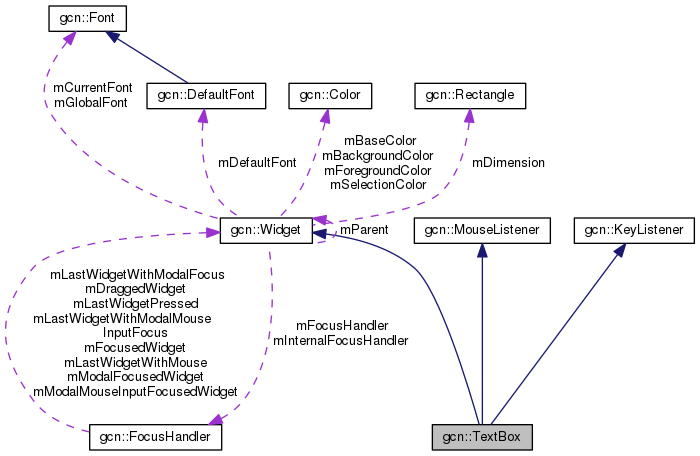 gcn::Font
mCurrentFont
mGlobalFont
gcn::DefaultFont
gcn::Color
gcn::Rectangle
mDefaultFont
mBaseColor
mBackgroundColor
mForegroundColor
mSelectionColor
mDimension
gcn::Widget
mParent
gcn::MouseListener
gcn::KeyListener
mLastWidgetWithModalFocus
mDraggedWidget
mLastWidgetPressed
mLastWidgetWithModalMouse
InputFocus
mFocusedWidget
mLastWidgetWithMouse
mModalFocusedWidget
mModalMouseInputFocusedWidget
mFocusHandler
mInternalFocusHandler
gcn::FocusHandler
gcn::TextBox